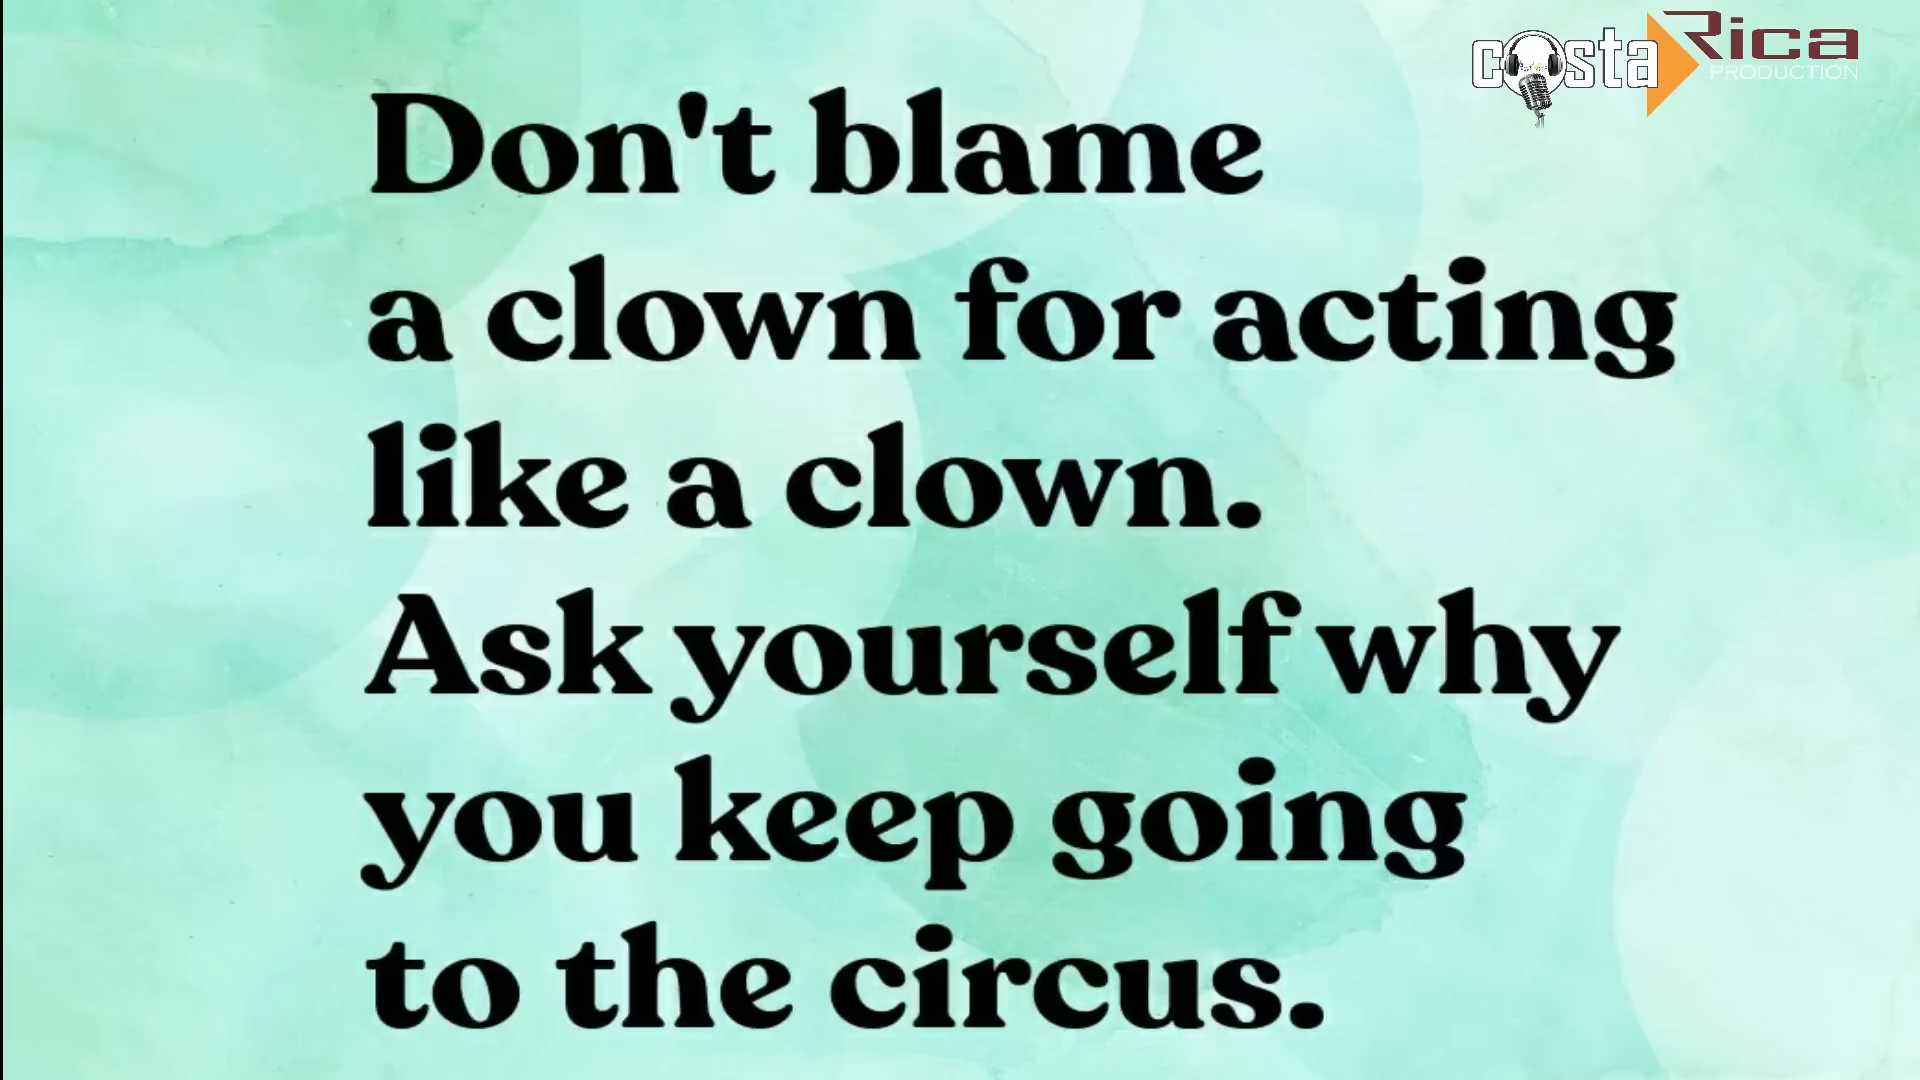 costa Rica
PRODUCTION
Don't blame
a clown for acting
like a clown.
Ask yourself why
you keep going
to the circus.